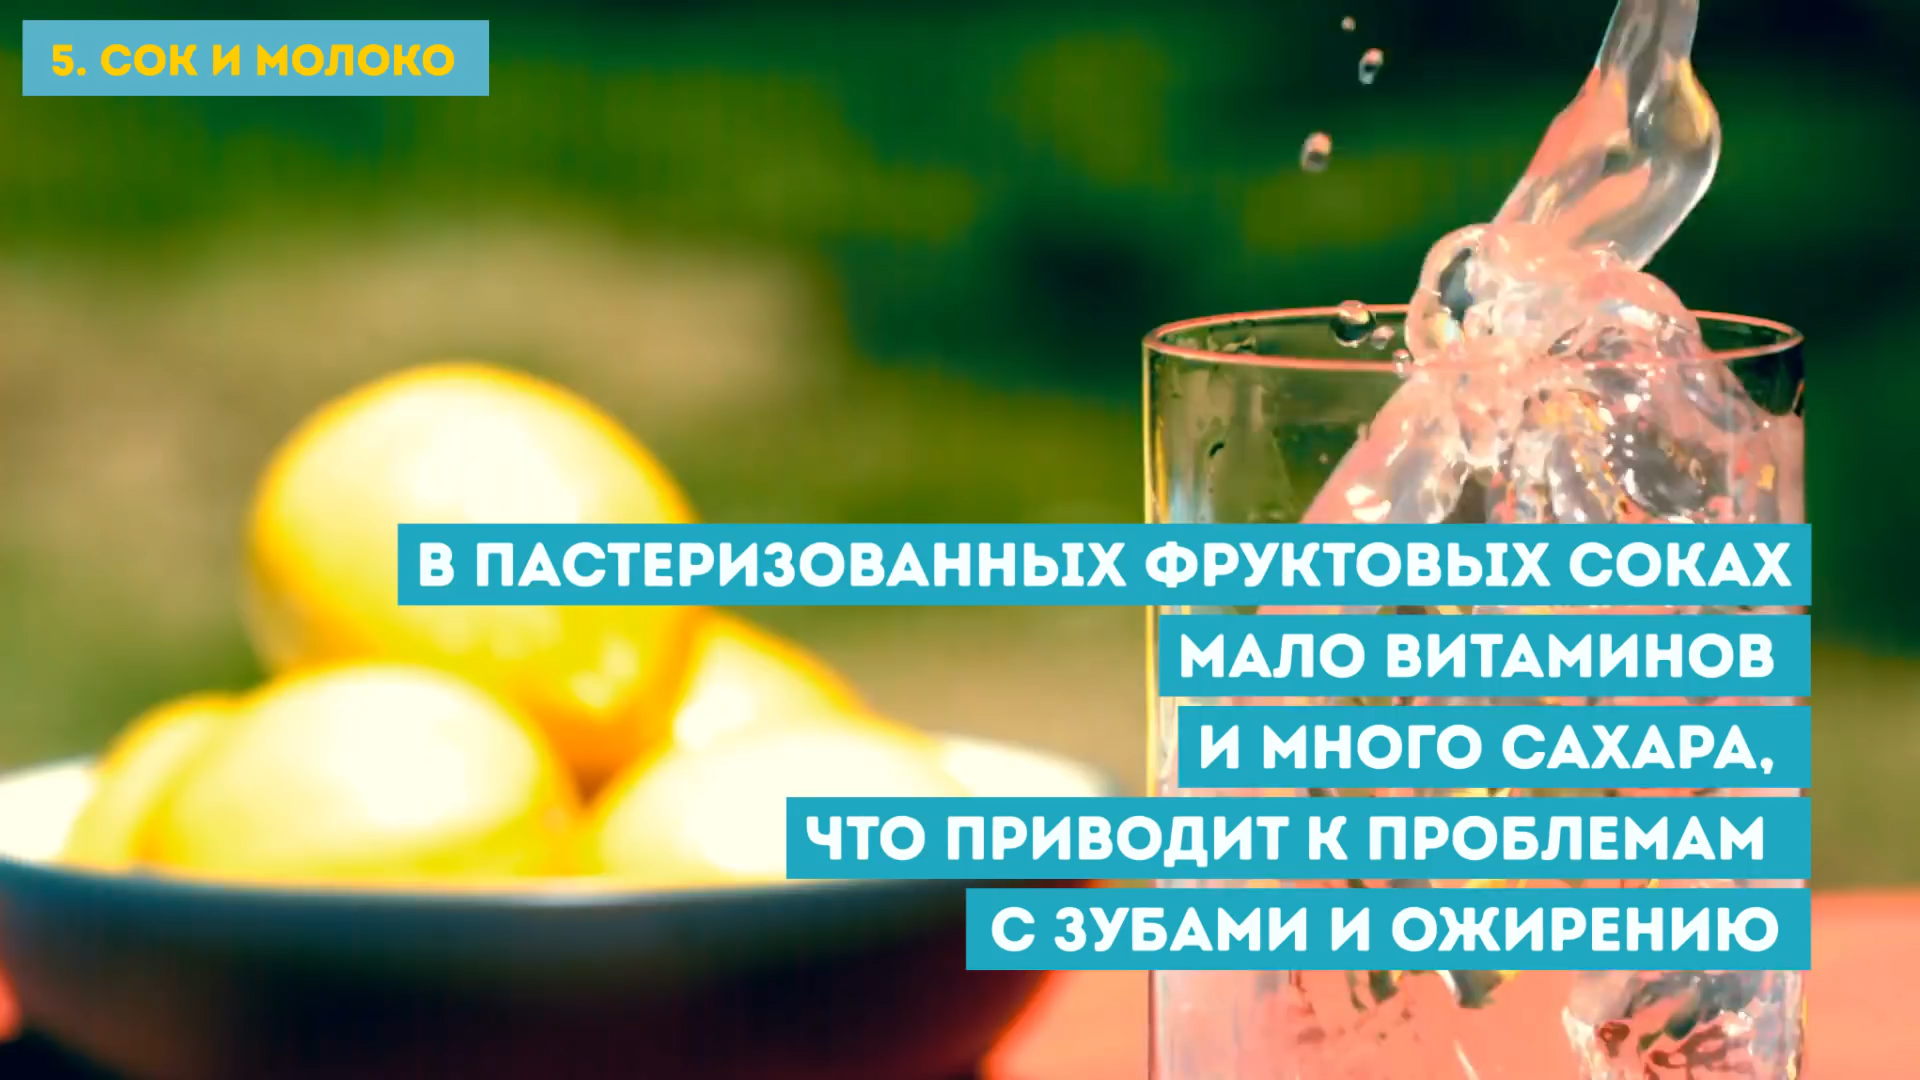 5. СОК И МОЛОКО
В ПАСТЕРИЗОВАННЫХ ФРУКТОВЫХ СОКАХ
МАЛО ВИТАМИНОВ
И МНОГО САХАРА,
ЧТО ПРИВОДИТ К ПРОБЛЕМАМ
С ЗУБАМИ И ОЖИРЕНИЮ